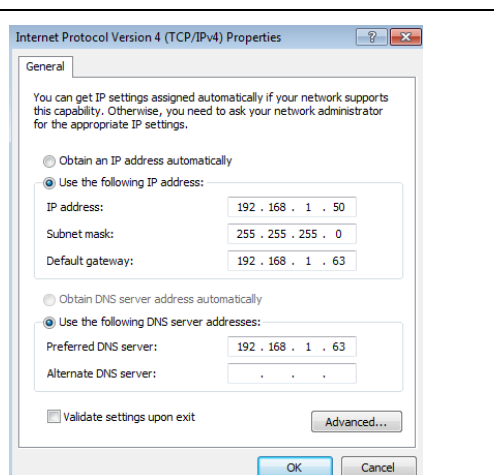 Internet Protocol Version 4 (TCP/IPv4) Properties
General
You can get IP settings assigned automatically if your network supports
this capability. Otherwise, you need to ask your network administrator
for the appropriate IP settings.
Obtain an IP address automatically
Use the following IP address:
IP address: 192 . 168 . 1 . 50
Subnet mask: 255 . 255 . 255 . 0
Default gateway: 192 . 168 . 1 . 63
Obtain DNS server address automatically
Use the following DNS server addresses:
Preferred DNS server: 192 . 168 . 1 . 63
Alternate DNS server: . . .
Validate settings upon exit
Advanced...
OK Cancel